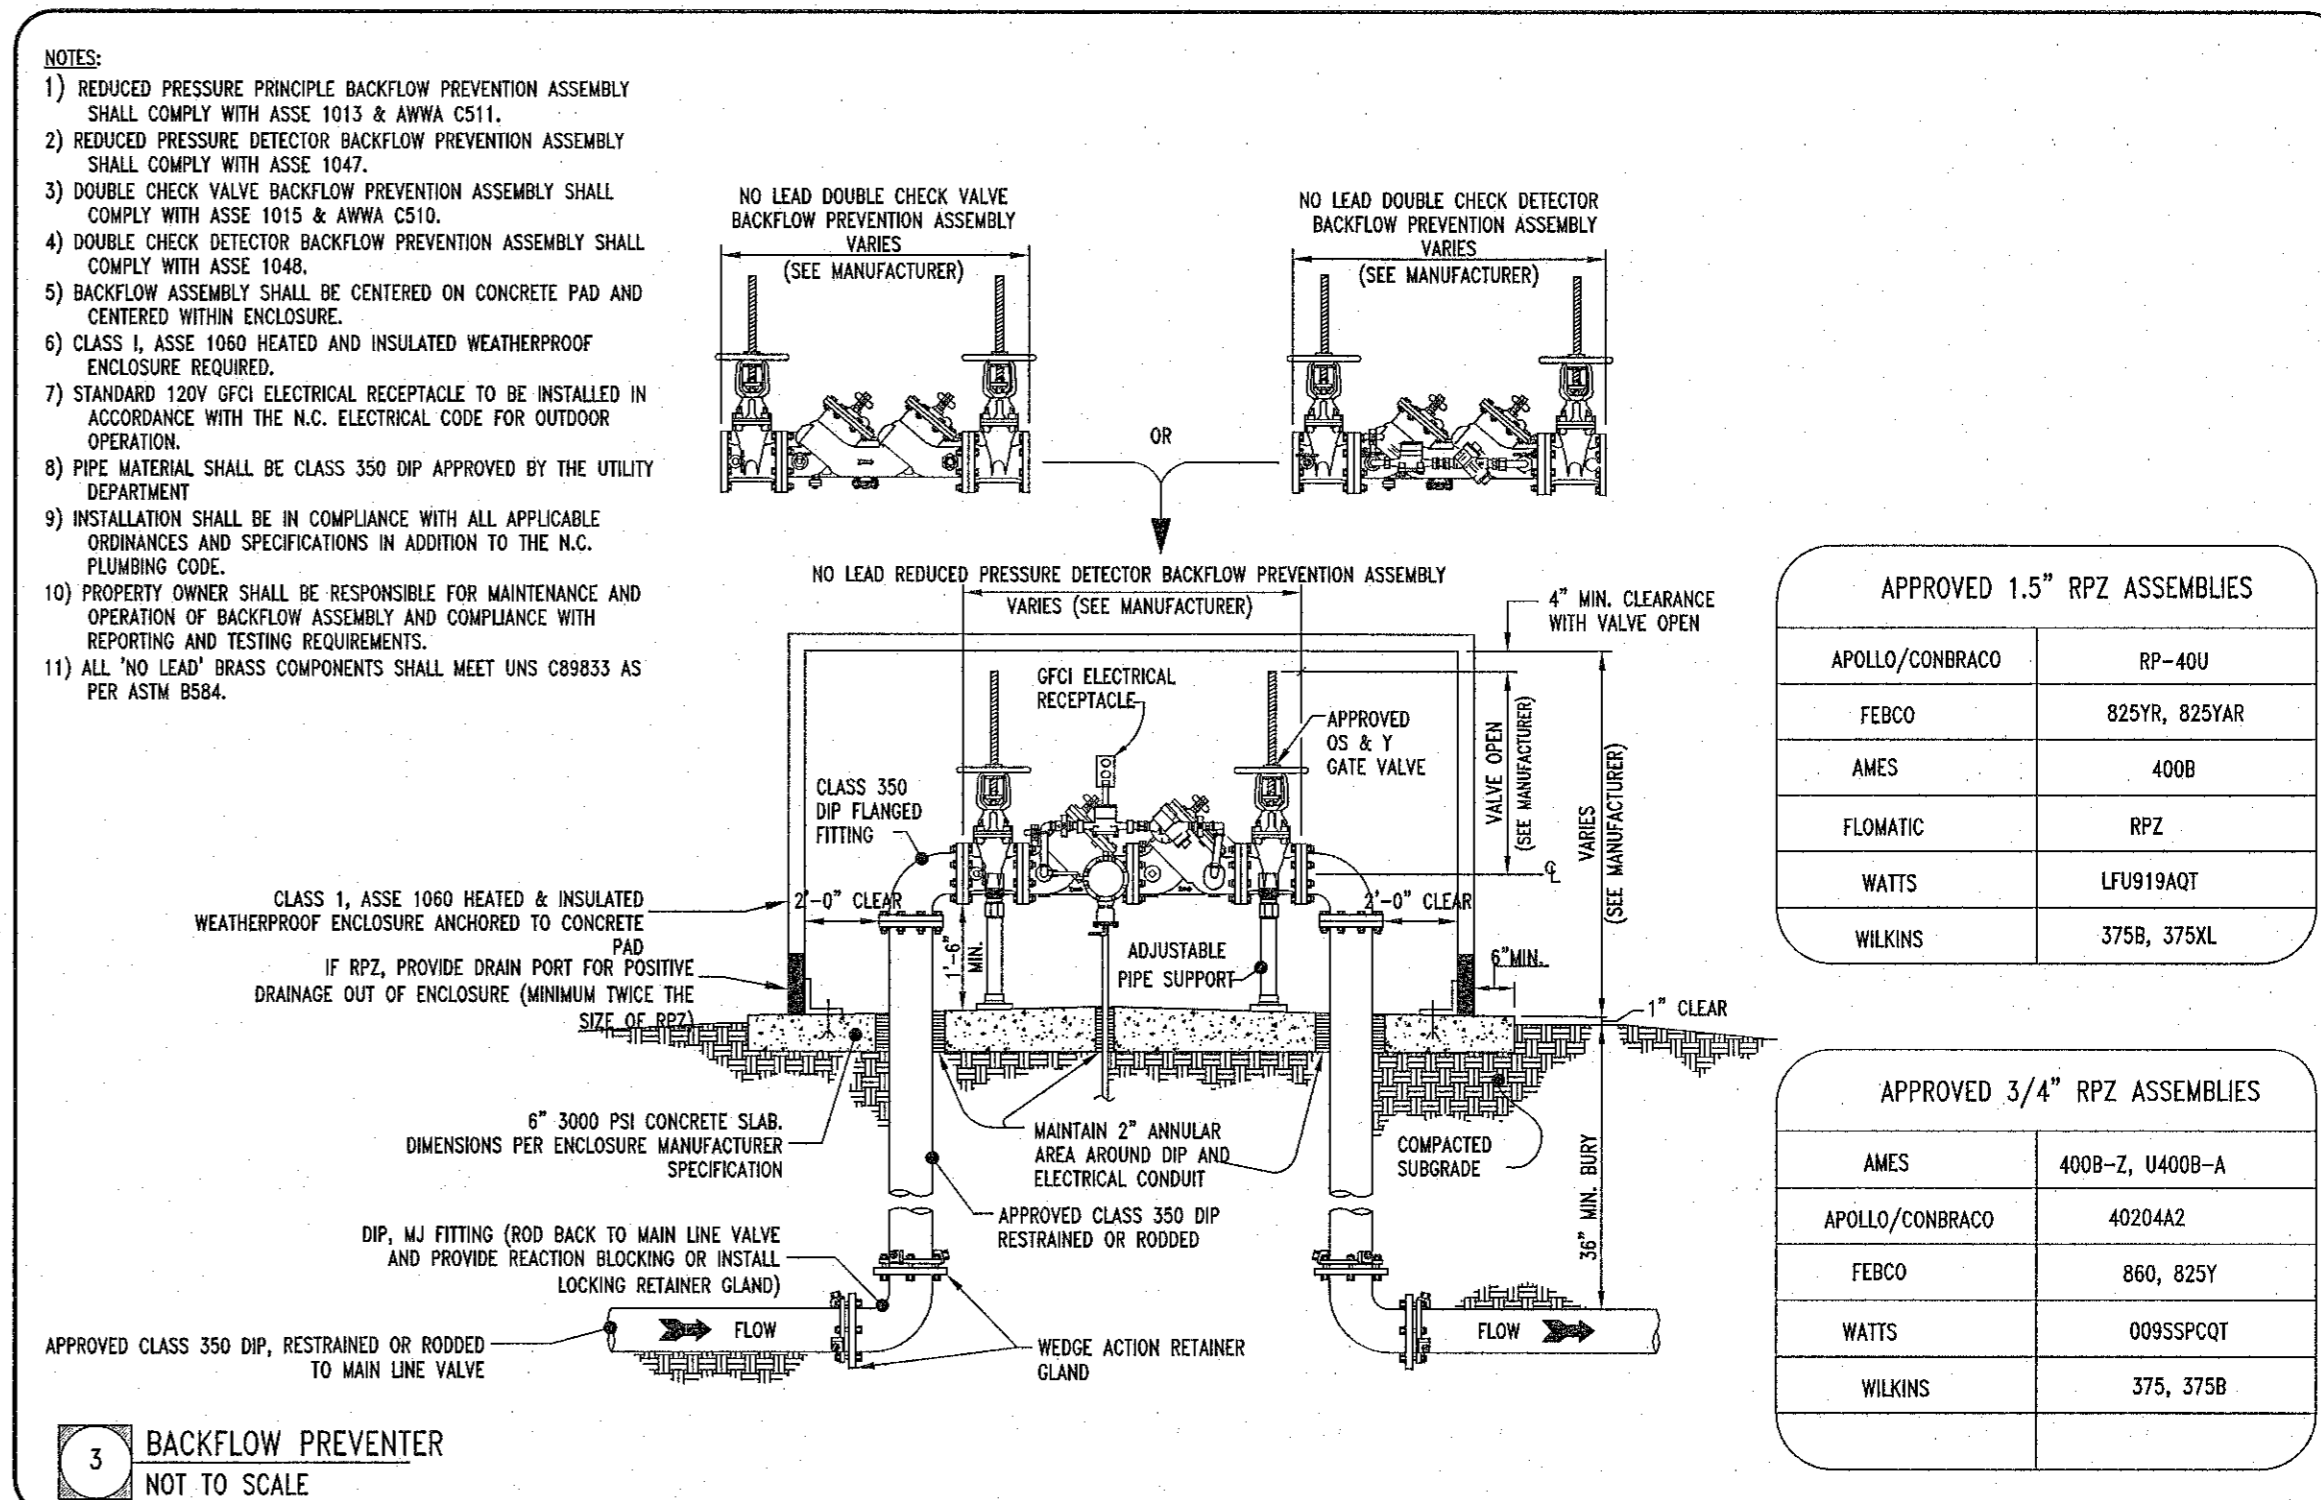 NOTES:
1) REDUCED PRESSURE PRINCIPLE BACKFLOW PREVENTION ASSEMBLY
SHALL COMPLY WITH ASSE 1013 & AWWA C511.
2) REDUCED PRESSURE DETECTOR BACKFLOW PREVENTION ASSEMBLY
SHALL COMPLY WITH ASSE 1047.
3) DOUBLE CHECK VALVE BACKFLOW PREVENTION ASSEMBLY SHALL
COMPLY WITH ASSE 1015 & AWWA C510.
4) DOUBLE CHECK DETECTOR BACKFLOW PREVENTION ASSEMBLY SHALL
COMPLY WITH ASSE 1048.
5) BACKFLOW ASSEMBLY SHALL BE CENTERED ON CONCRETE PAD AND
CENTERED WITHIN ENCLOSURE.
6) CLASS I, ASSE 1060 HEATED AND INSULATED WEATHERPROOF
ENCLOSURE REQUIRED.
7) STANDARD 120V GFCI ELECTRICAL RECEPTACLE TO BE INSTALLED IN
ACCORDANCE WITH THE N.C. ELECTRICAL CODE FOR OUTDOOR
OPERATION.
8) PIPE MATERIAL SHALL BE CLASS 350 DIP APPROVED BY THE UTILITY
DEPARTMENT
9) INSTALLATION SHALL BE IN COMPLIANCE WITH ALL APPLICABLE
ORDINANCES AND SPECIFICATIONS IN ADDITION TO THE N.C.
PLUMBING CODE.
10) PROPERTY OWNER SHALL BE RESPONSIBLE FOR MAINTENANCE AND
OPERATION OF BACKFLOW ASSEMBLY AND COMPLIANCE WITH
REPORTING AND TESTING REQUIREMENTS.
11) ALL 'NO LEAD' BRASS COMPONENTS SHALL MEET UNS C89833 AS
PER ASTM B584.
NO LEAD DOUBLE CHECK VALVE
BACKFLOW PREVENTION ASSEMBLY
VARIES
(SEE MANUFACTURER)
NO LEAD DOUBLE CHECK DETECTOR
BACKFLOW PREVENTION ASSEMBLY
VARIES
(SEE MANUFACTURER)
OR
NO LEAD REDUCED PRESSURE DETECTOR BACKFLOW PREVENTION ASSEMBLY
VARIES (SEE MANUFACTURER)
4" MIN. CLEARANCE
WITH VALVE OPEN
GFCI ELECTRICAL
RECEPTACLE
APPROVED
OS & Y
GATE VALVE
VALVE OPEN
(SEE MANUFACTURER)
VARIES
(SEE MANUFACTURER)
CLASS 350
DIP FLANGED
FITTING
CL
CLASS 1, ASSE 1060 HEATED & INSULATED
WEATHERPROOF ENCLOSURE ANCHORED TO CONCRETE
PAD
2'-0" CLEAR
2'-0" CLEAR
IF RPZ, PROVIDE DRAIN PORT FOR POSITIVE
DRAINAGE OUT OF ENCLOSURE (MINIMUM TWICE THE
SIZE OF RPZ)
1'-6"
MIN.
ADJUSTABLE
PIPE SUPPORT
6"MIN.
1" CLEAR
6" 3000 PSI CONCRETE SLAB.
DIMENSIONS PER ENCLOSURE MANUFACTURER
SPECIFICATION
MAINTAIN 2" ANNULAR
AREA AROUND DIP AND
ELECTRICAL CONDUIT
COMPACTED
SUBGRADE
36" MIN. BURY
APPROVED CLASS 350 DIP
RESTRAINED OR RODDED
DIP, MJ FITTING (ROD BACK TO MAIN LINE VALVE
AND PROVIDE REACTION BLOCKING OR INSTALL
LOCKING RETAINER GLAND)
FLOW
FLOW
APPROVED CLASS 350 DIP, RESTRAINED OR RODDED
TO MAIN LINE VALVE
WEDGE ACTION RETAINER
GLAND
APPROVED 1.5" RPZ ASSEMBLIES
APOLLO/CONBRACO RP-40U
FEBCO 825YR, 825YAR
AMES 400B
FLOMATIC RPZ
WATTS LFU919AQT
WILKINS 375B, 375XL
APPROVED 3/4" RPZ ASSEMBLIES
AMES 400B-Z, U400B-A
APOLLO/CONBRACO 40204A2
FEBCO 860, 825Y
WATTS 009SSPCQT
WILKINS 375, 375B
3 BACKFLOW PREVENTER
NOT TO SCALE